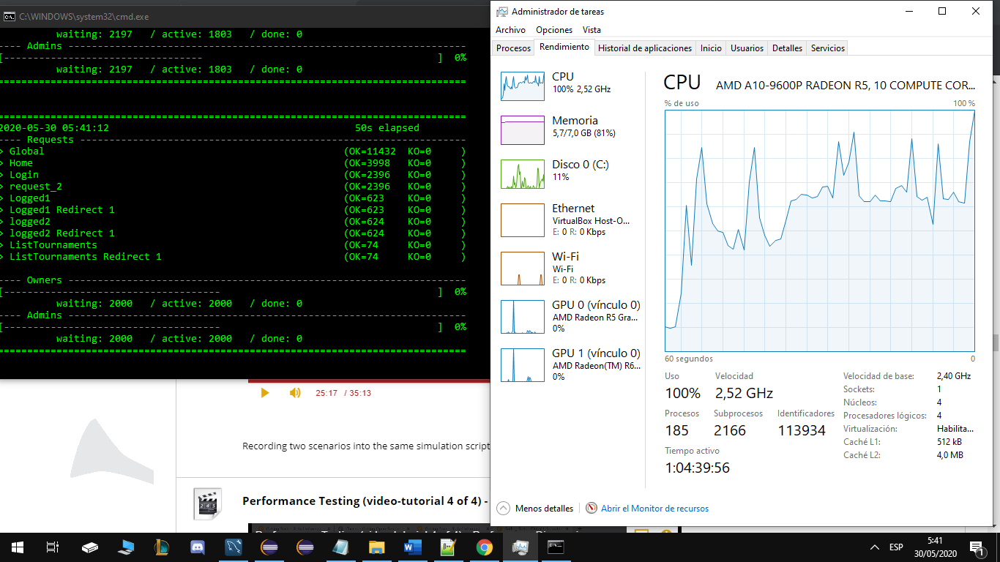 C:\WINDOWS\system32\cmd.exe
waiting: 2197 / active: 1803 / done: 0
---- Admins ----
[-----------------------------------                                        ] 0%
waiting: 2197 / active: 1803 / done: 0
================================================================================
================================================================================
2020-05-30 05:41:12 50s elapsed
---- Requests ----
> Global (OK=11432 KO=0 )
> Home (OK=3998 KO=0 )
> Login (OK=2396 KO=0 )
> request_2 (OK=2396 KO=0 )
> Logged1 (OK=623 KO=0 )
> Logged1 Redirect 1 (OK=623 KO=0 )
> logged2 (OK=624 KO=0 )
> logged2 Redirect 1 (OK=624 KO=0 )
> ListTournaments (OK=74 KO=0 )
> ListTournaments Redirect 1 (OK=74 KO=0 )
---- Owners ----
[-------------------------------------                                      ] 0%
waiting: 2000 / active: 2000 / done: 0
---- Admins ----
[-------------------------------------                                      ] 0%
waiting: 2000 / active: 2000 / done: 0
================================================================================
25:17 / 35:13
Recording two scenarios into the same simulation script
Performance Testing (video-tutorial 4 of 4) -
Administrador de tareas
Archivo Opciones Vista
Procesos Rendimiento Historial de aplicaciones Inicio Usuarios Detalles Servicios
CPU
100% 2,52 GHz
Memoria
5,7/7,0 GB (81%)
Disco 0 (C:)
11%
Ethernet
VirtualBox Host-O...
E: 0 R: 0 Kbps
Wi-Fi
Wi-Fi
E: 0 R: 0 Kbps
GPU 0 (vínculo 0)
AMD Radeon R5 Gra...
0%
GPU 1 (vínculo 0)
AMD Radeon(TM) R6...
0%
CPU AMD A10-9600P RADEON R5, 10 COMPUTE COR...
% de uso 100 %
60 segundos 0
Uso Velocidad
100% 2,52 GHz
Procesos Subprocesos Identificadores
185 2166 113934
Tiempo activo
1:04:39:56
Velocidad de base: 2,40 GHz
Sockets: 1
Núcleos: 4
Procesadores lógicos: 4
Virtualización: Habilita...
Caché L1: 512 kB
Caché L2: 4,0 MB
Menos detalles Abrir el Monitor de recursos
ESP
5:41
30/05/2020
1